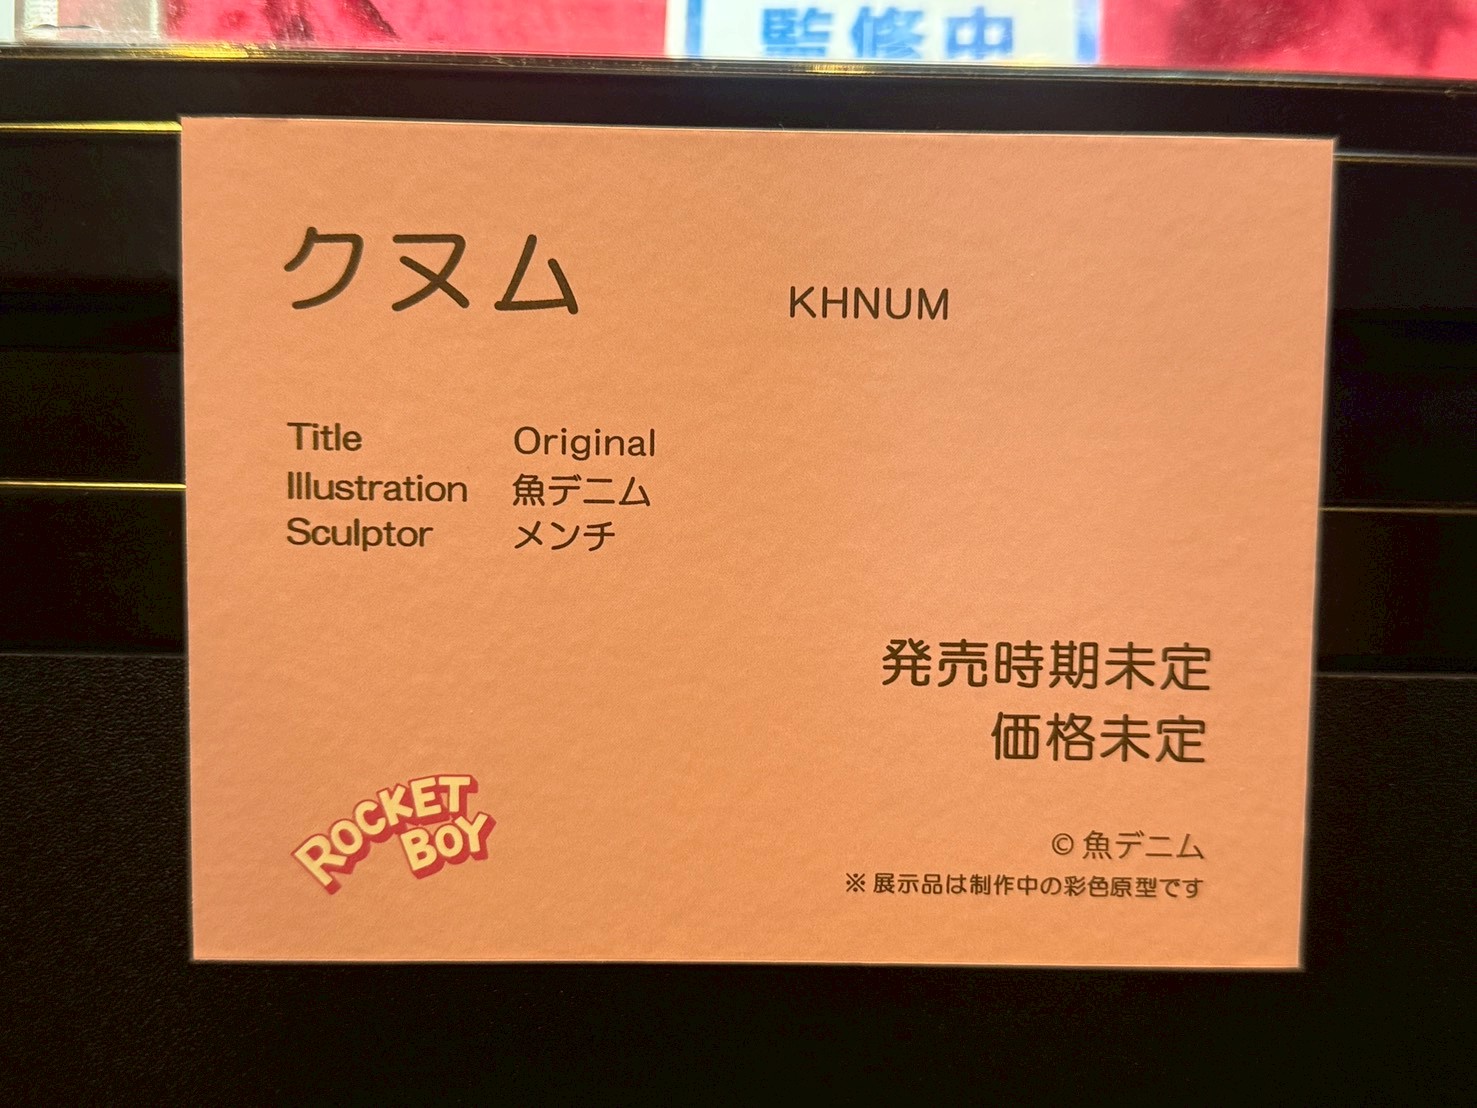 監修中
クヌム KHNUM
Title Original
Illustration 魚デニム
Sculptor メンチ
発売時期未定
価格未定
ROCKET
BOY
© 魚デニム
※ 展示品は制作中の彩色原型です